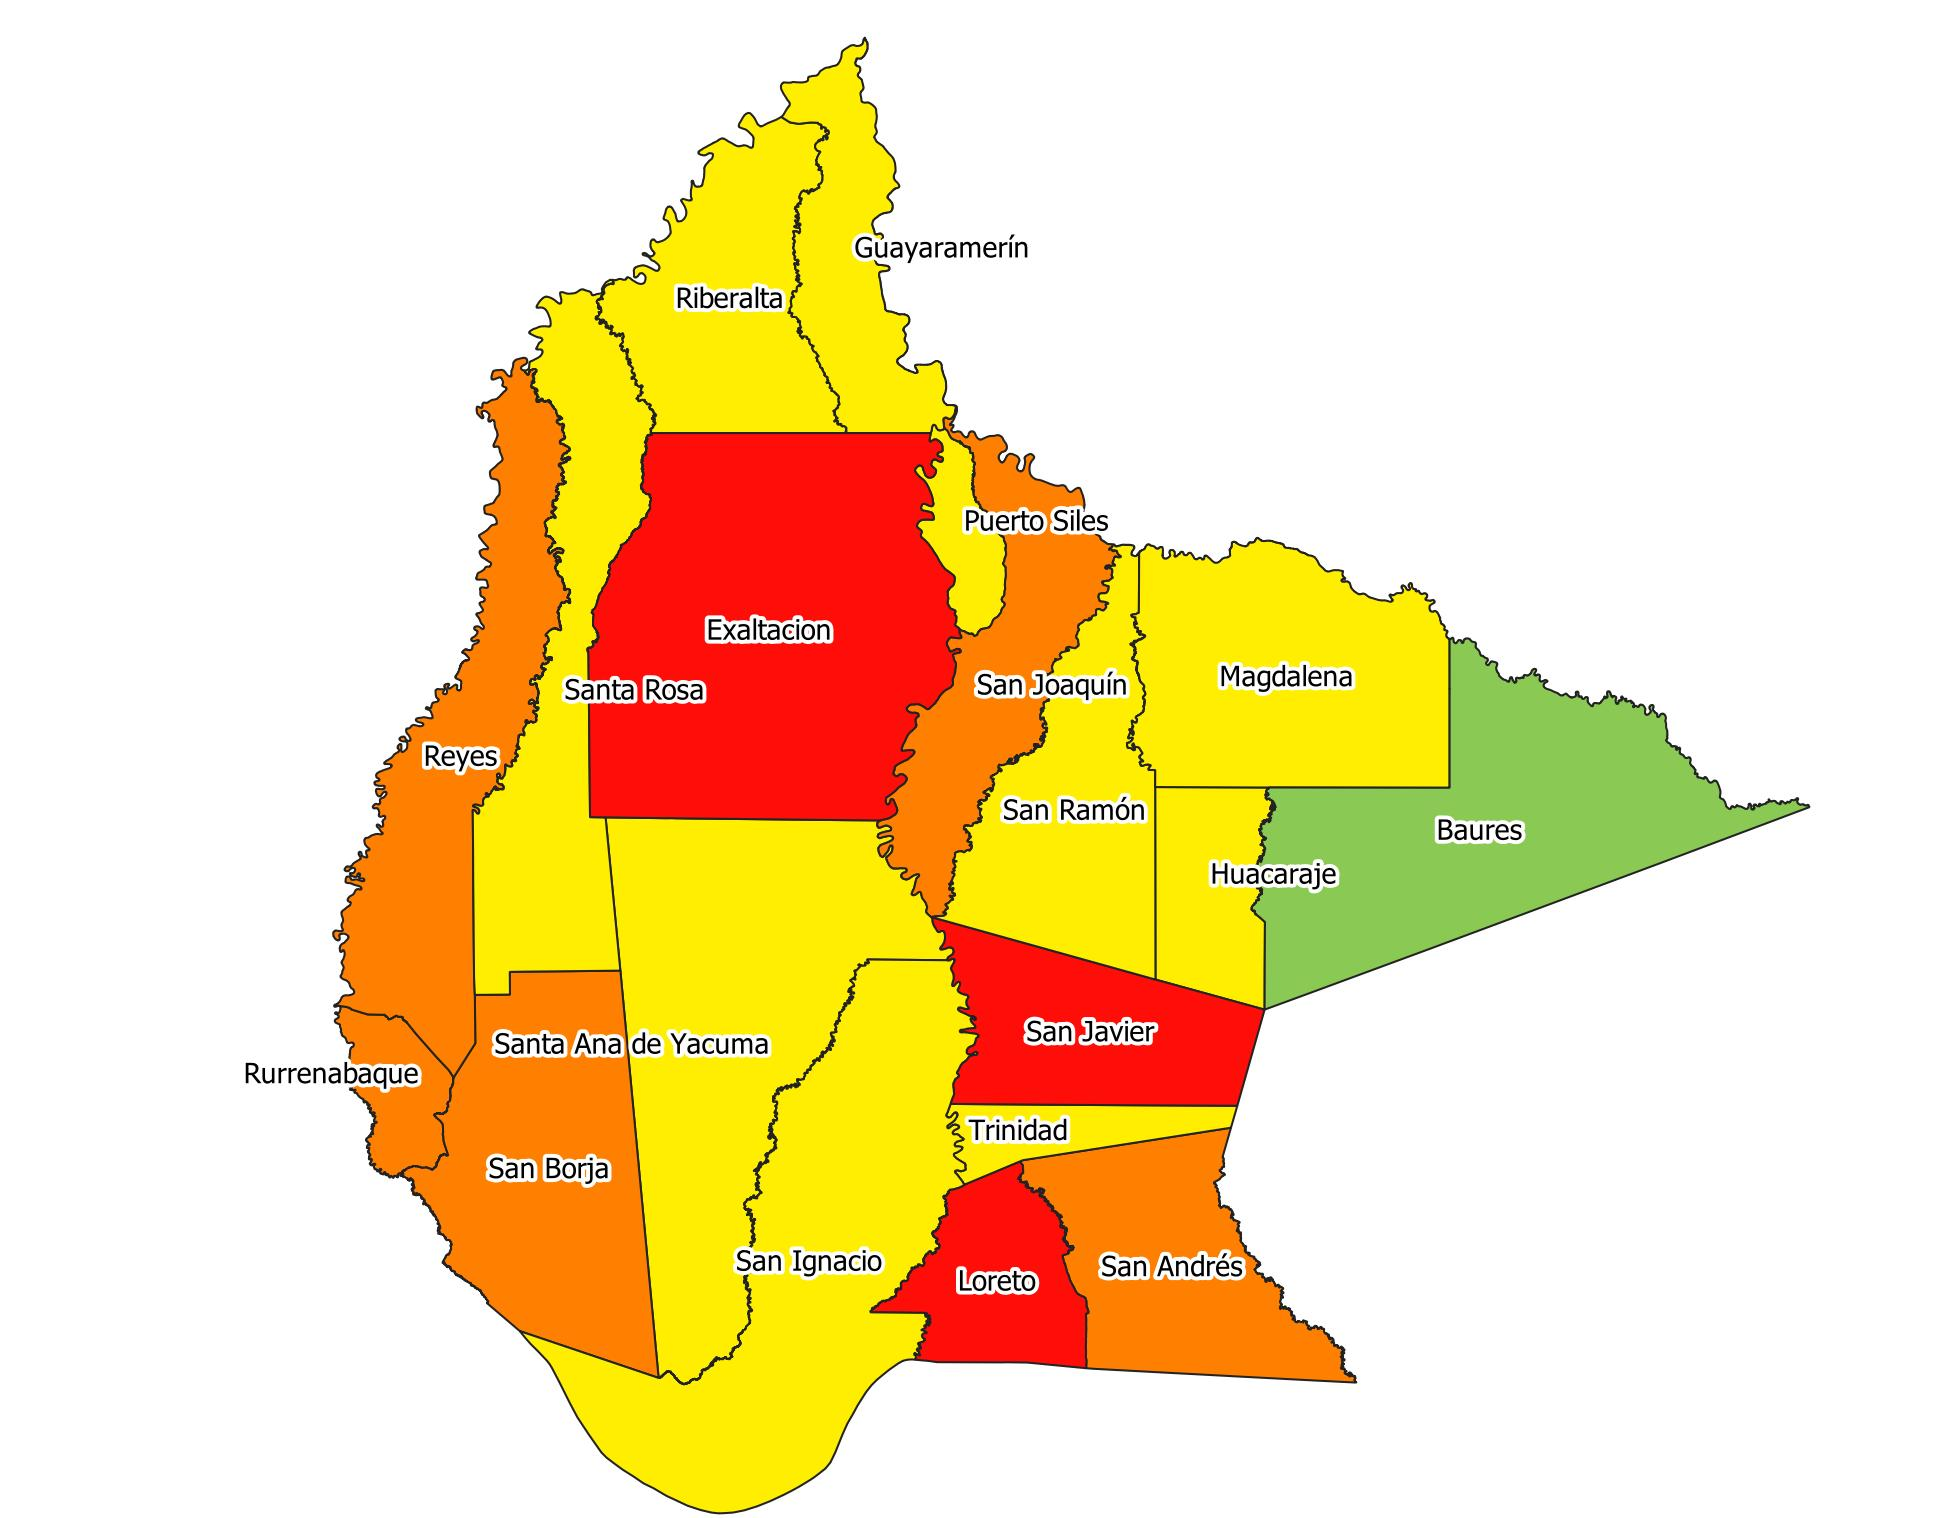 Guayaramerín
Riberalta
Puerto Siles
Exaltacion
Santa Rosa
San Joaquín
Magdalena
Reyes
San Ramón
Baures
Huacaraje
San Javier
Santa Ana de Yacuma
Rurrenabaque
Trinidad
San Borja
San Ignacio
Loreto
San Andrés